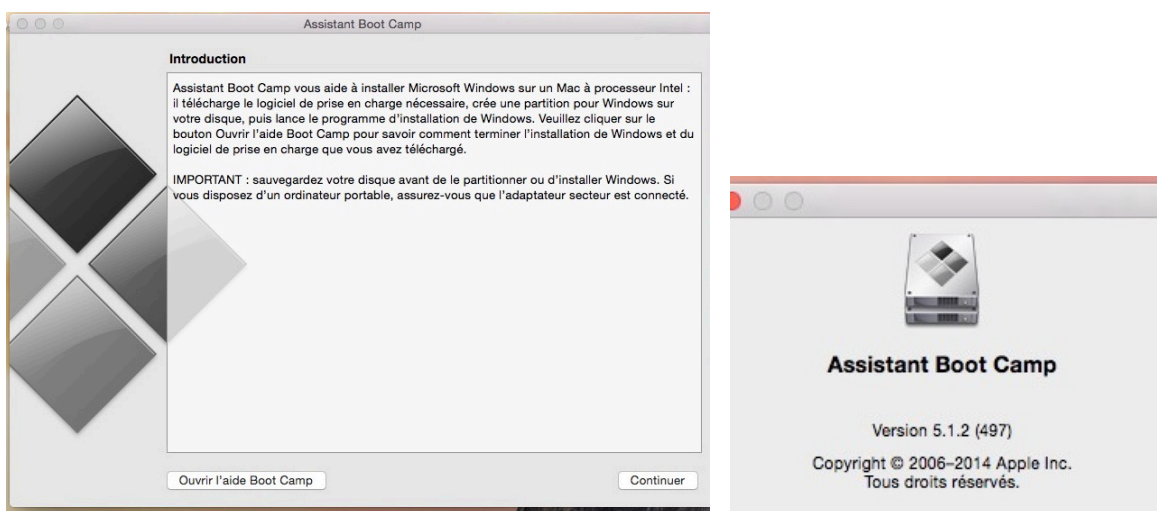 Assistant Boot Camp
Introduction
Assistant Boot Camp vous aide à installer Microsoft Windows sur un Mac à processeur Intel :
il télécharge le logiciel de prise en charge nécessaire, crée une partition pour Windows sur
votre disque, puis lance le programme d'installation de Windows. Veuillez cliquer sur le
bouton Ouvrir l'aide Boot Camp pour savoir comment terminer l'installation de Windows et du
logiciel de prise en charge que vous avez téléchargé.
IMPORTANT : sauvegardez votre disque avant de le partitionner ou d'installer Windows. Si
vous disposez d'un ordinateur portable, assurez-vous que l'adaptateur secteur est connecté.
Ouvrir l'aide Boot Camp
Continuer
Assistant Boot Camp
Version 5.1.2 (497)
Copyright © 2006–2014 Apple Inc.
Tous droits réservés.